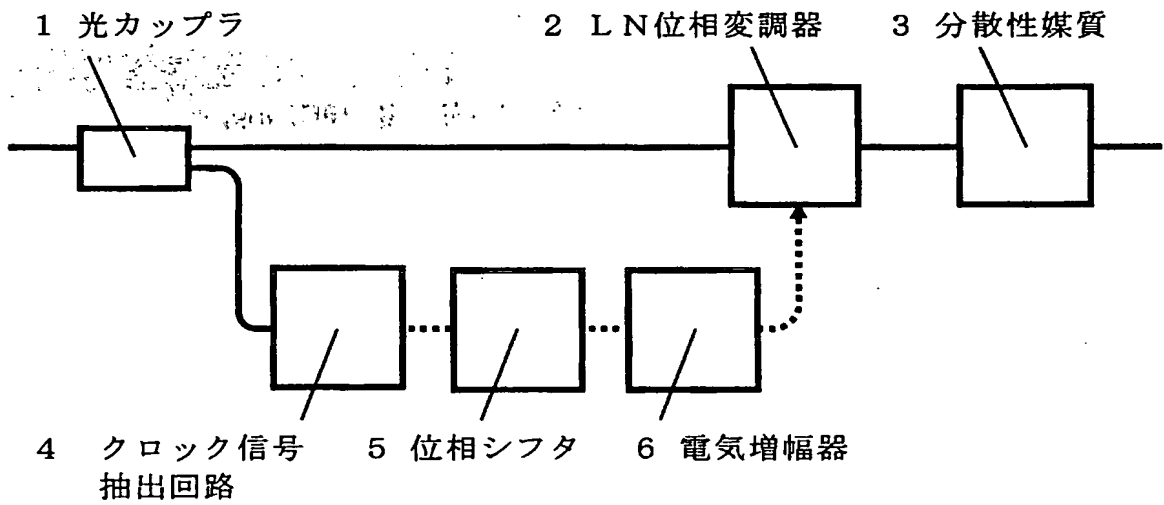 1 光カップラ
2 LN位相変調器
3 分散性媒質
4 クロック信号
抽出回路
5 位相シフタ
6 電気増幅器